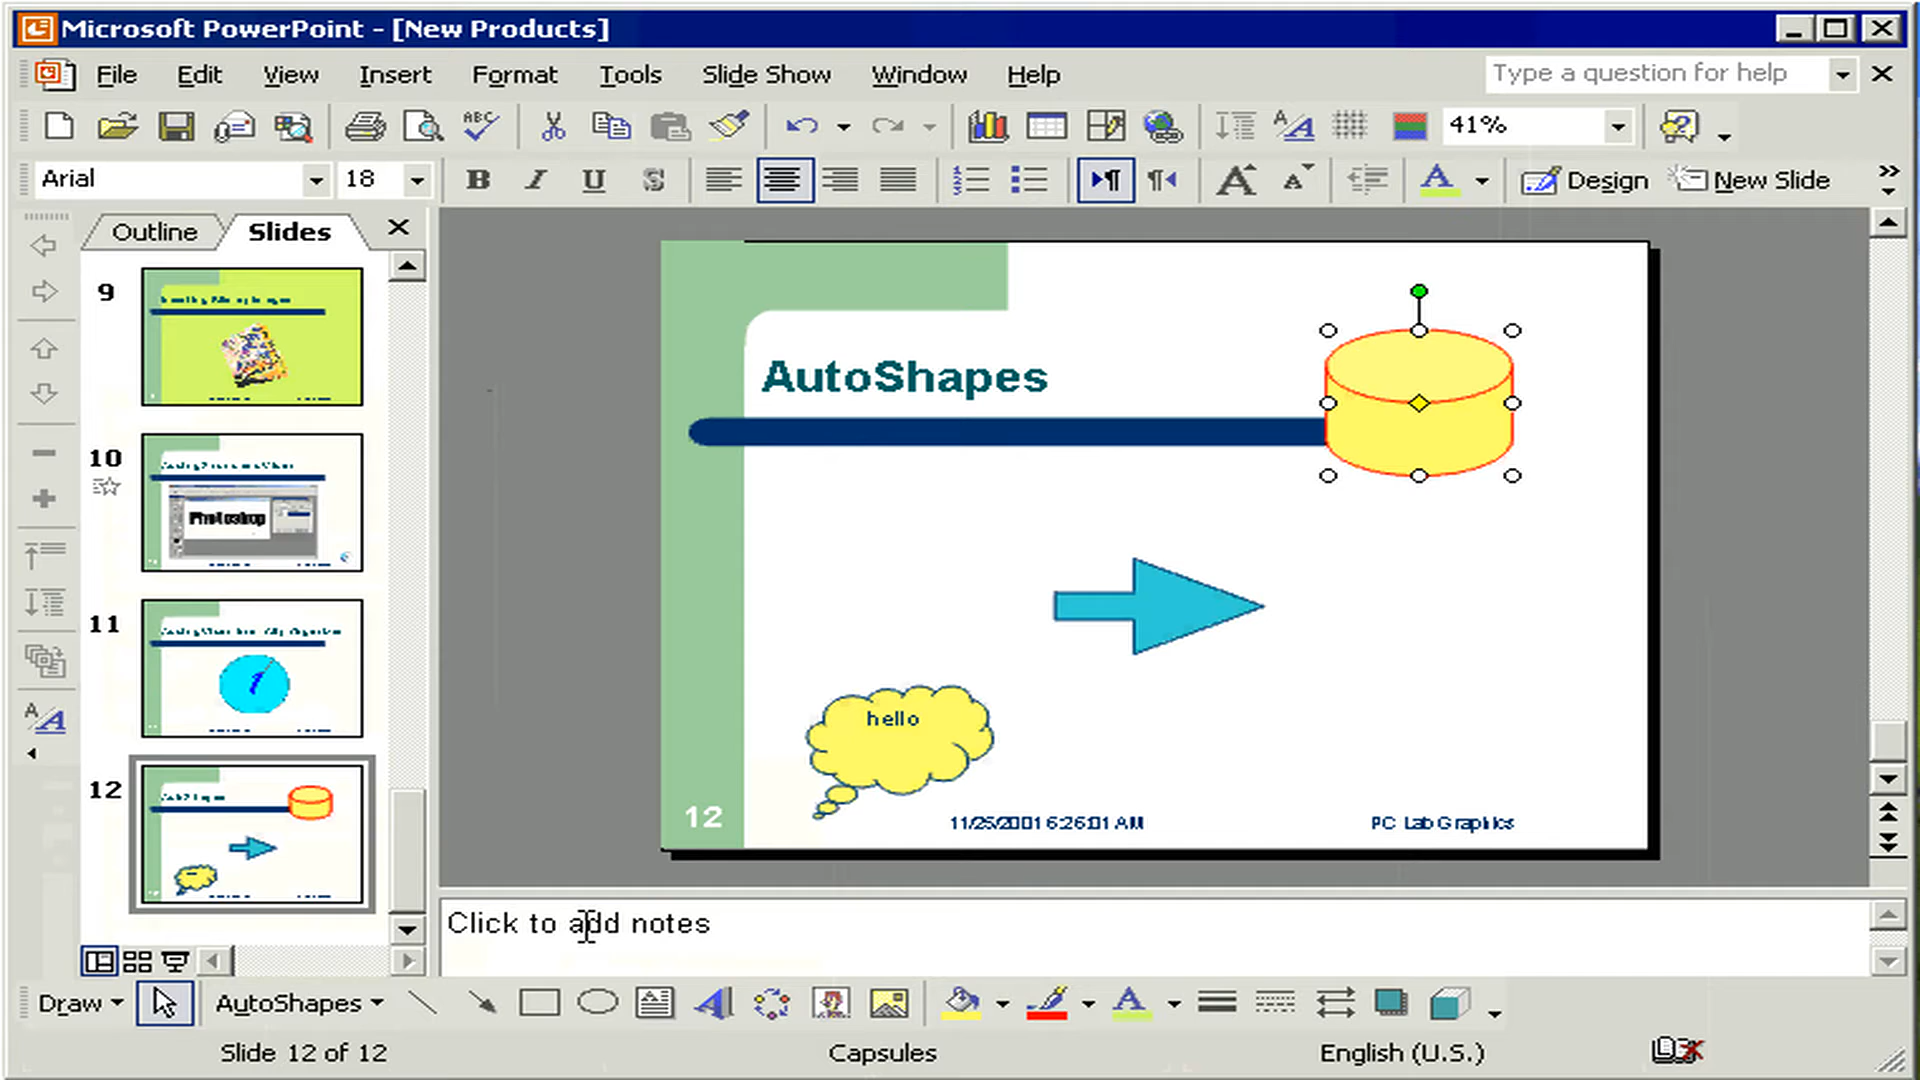 Microsoft PowerPoint - [New Products]
File Edit View Insert Format Tools Slide Show Window Help Type a question for help
ABC A A 41%
Arial 18 B I U S A A A Design New Slide
Outline Slides
9
10
Photoshop
11
12
AutoShapes
hello
12 11/25/2001 6:26:01 AM PC Lab Graphics
Click to add notes
Draw AutoShapes A A
Slide 12 of 12 Capsules English (U.S.)